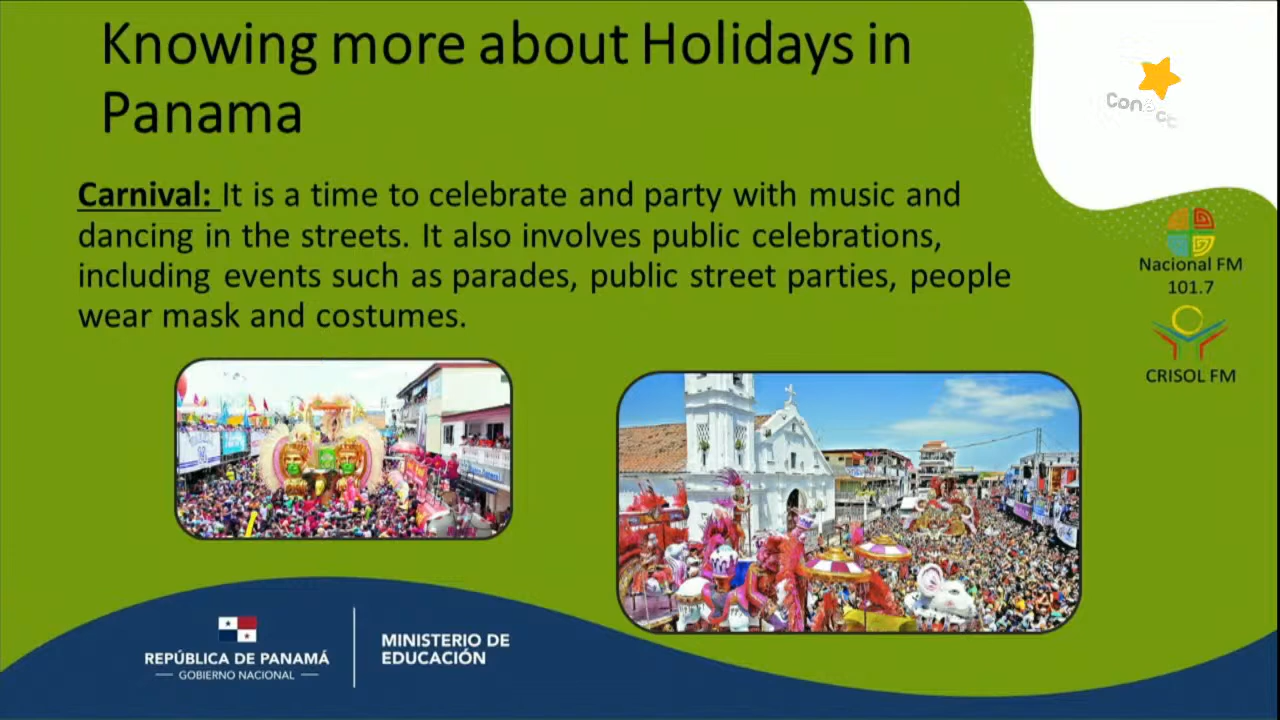 Knowing more about Holidays in
Panama
Carnival: It is a time to celebrate and party with music and
dancing in the streets. It also involves public celebrations,
including events such as parades, public street parties, people
wear mask and costumes.
Nacional FM
101.7
CRISOL FM
REPÚBLICA DE PANAMÁ
GOBIERNO NACIONAL
MINISTERIO DE
EDUCACIÓN